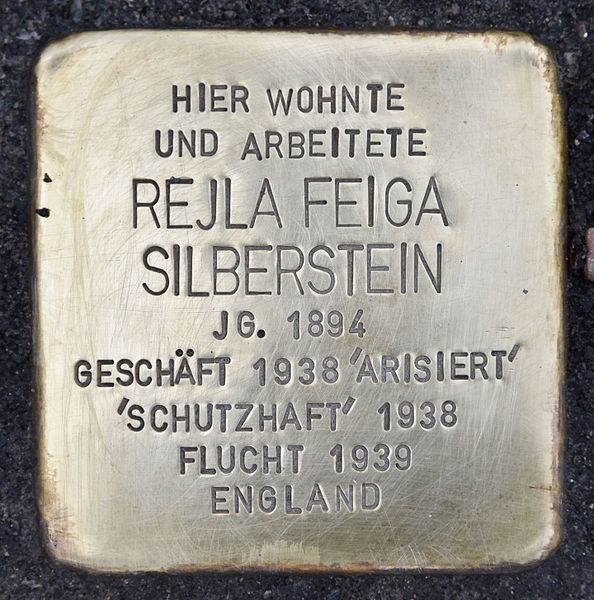 HIER WOHNTE
UND ARBEITETE
REJLA FEIGA
SILBERSTEIN
JG. 1894
GESCHÄFT 1938 'ARISIERT'
'SCHUTZHAFT' 1938
FLUCHT 1939
ENGLAND